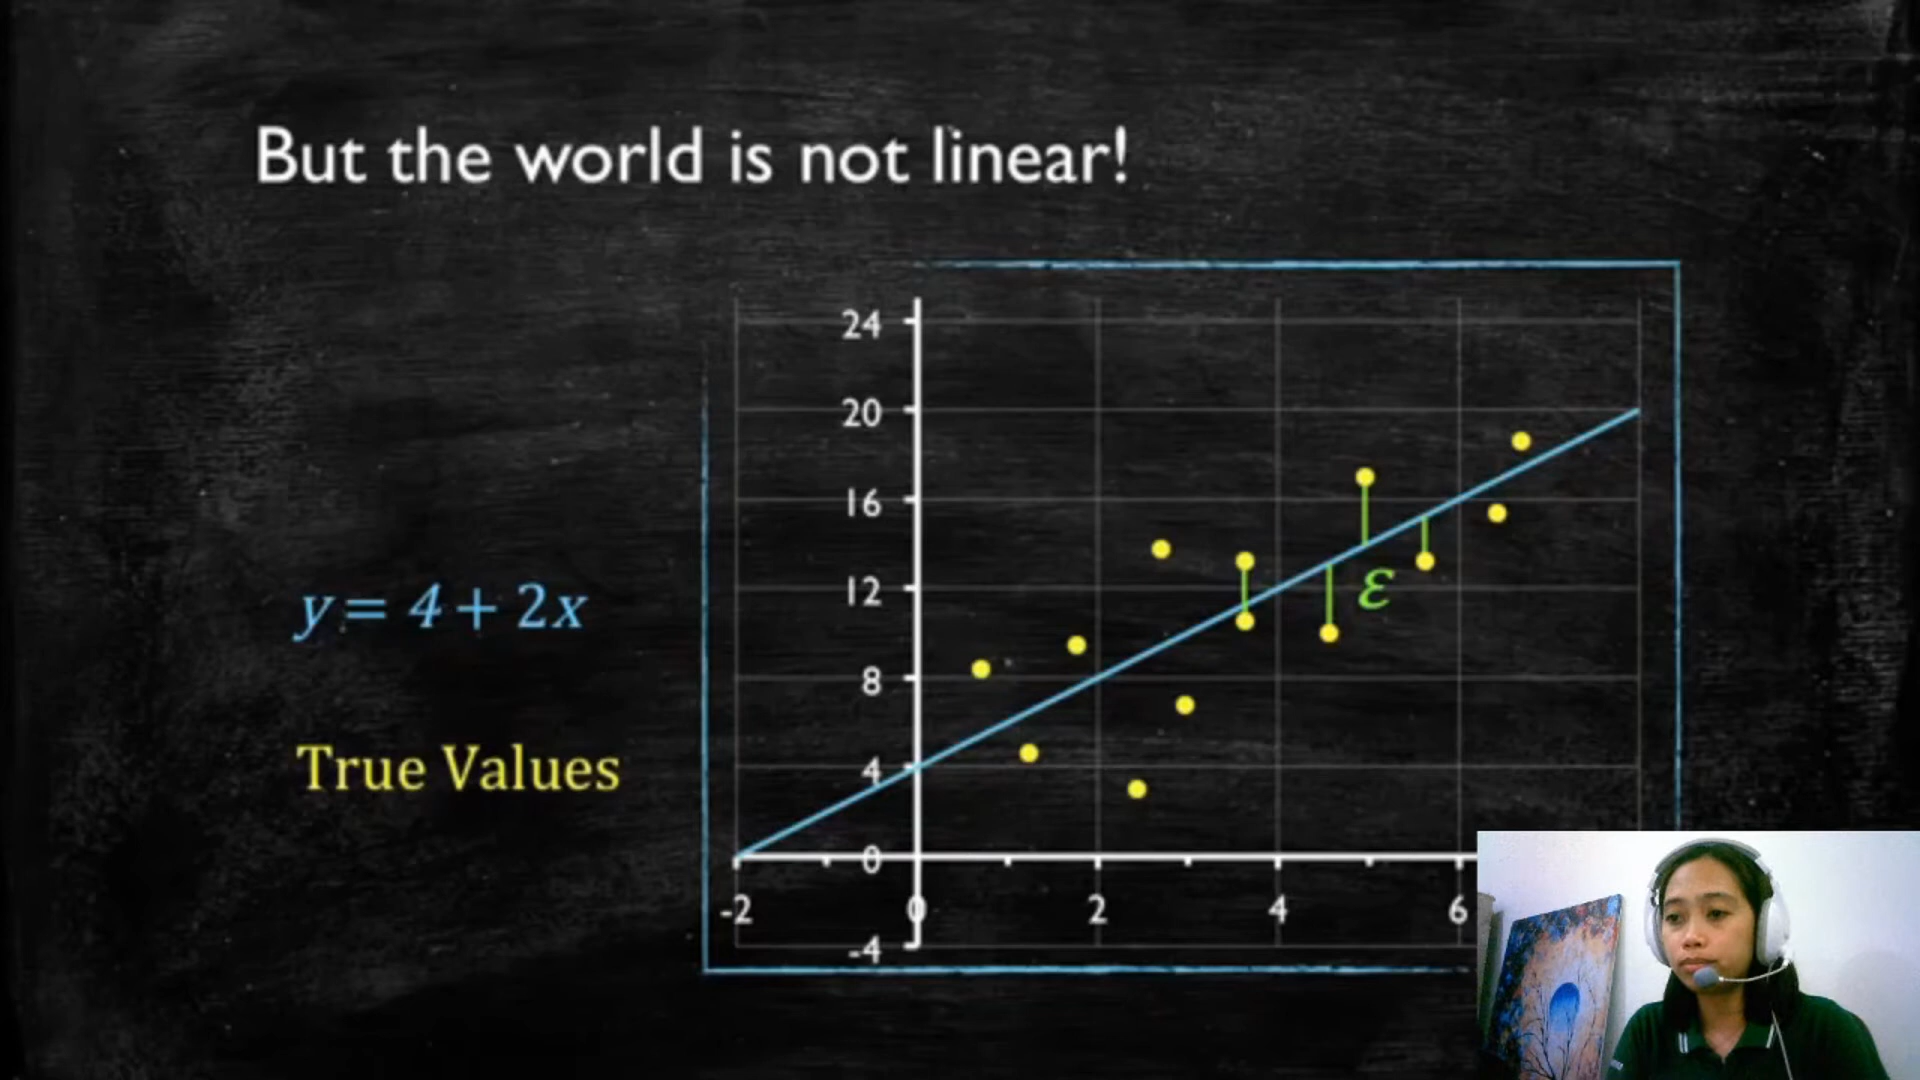 But the world is not linear!
24
20
16
12
8
4
0
-4
-2 0 2 4 6
y = 4 + 2x
ε
True Values